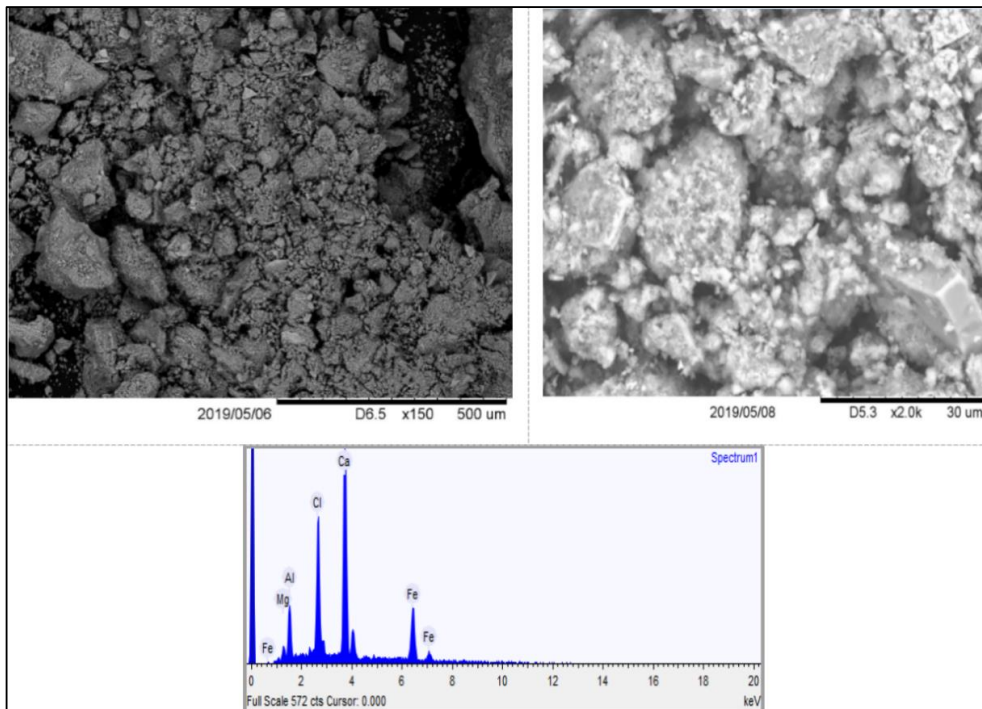 2019/05/06 D6.5 x150 500 um
2019/05/08 D5.3 x2.0k 30 um
Spectrum1
Ca
Cl
Al
Mg
Fe
Fe
Fe
0 2 4 6 8 10 12 14 16 18 20
Full Scale 572 cts Cursor: 0.000 keV